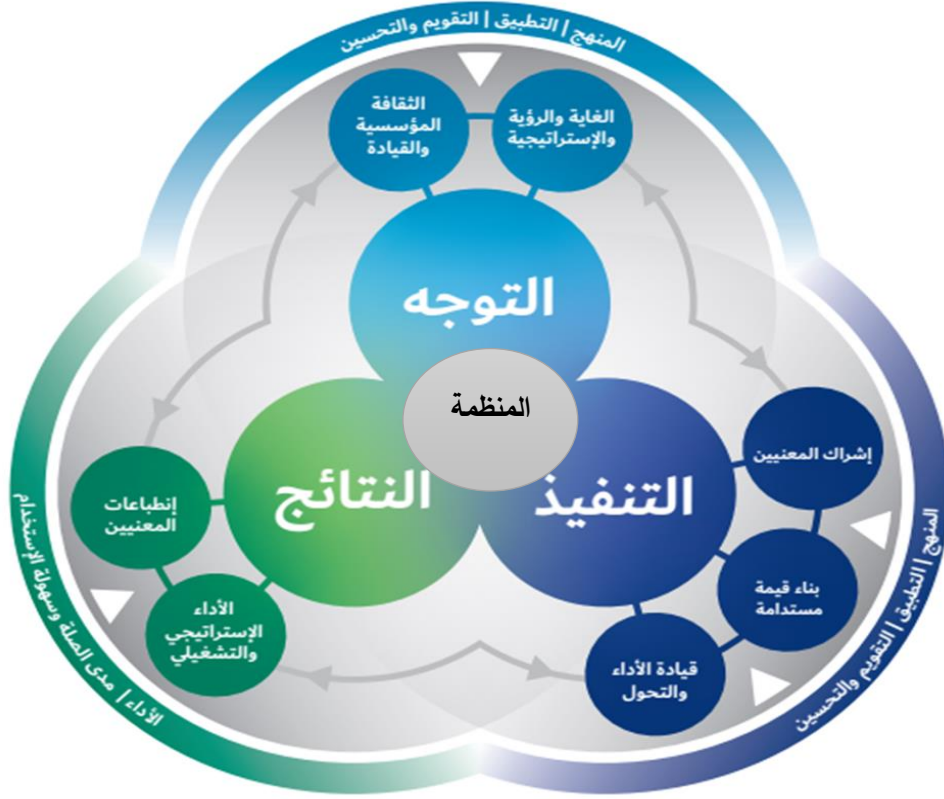 المنهج | التطبيق | التقويم والتحسين
الغاية والرؤية
والإستراتيجية
الثقافة
المؤسسية
والقيادة
التوجه
المنظمة
التنفيذ
النتائج
إشراك المعنيين
بناء قيمة
مستدامة
قيادة الأداء
والتحول
المنهج | التطبيق | التقويم والتحسين
إنطباعات
المعنيين
الأداء
الإستراتيجي
والتشغيلي
الأداء | مدى الصلة وسهولة الإستخدام